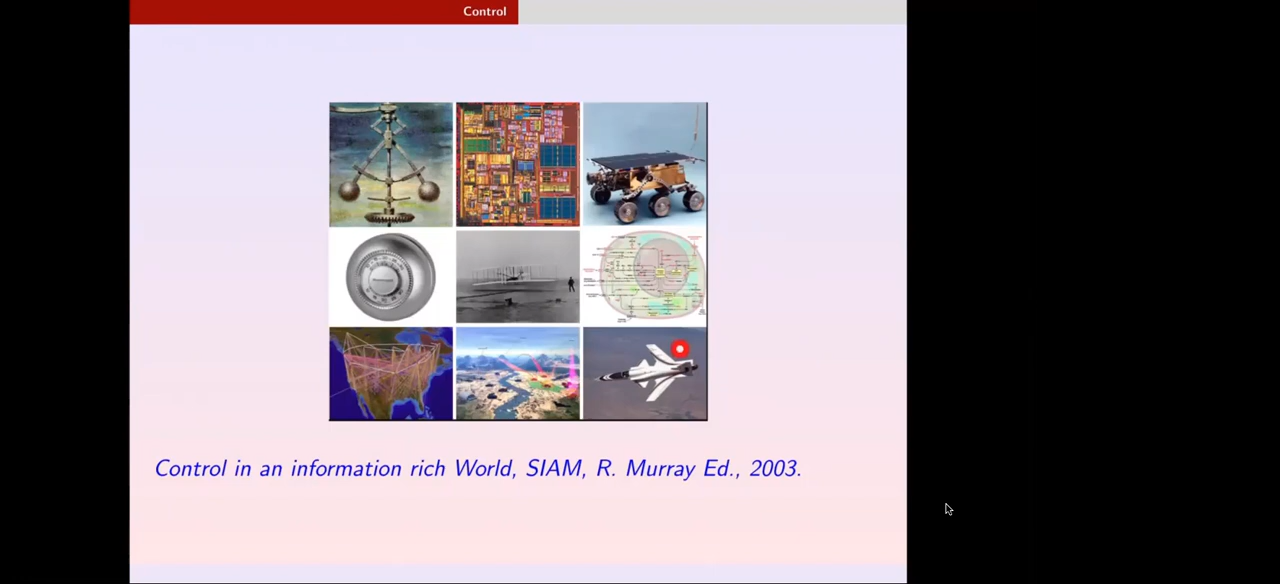 Control
Control in an information rich World, SIAM, R. Murray Ed., 2003.